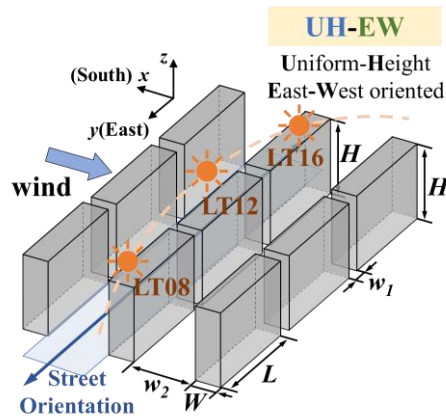 UH-EW
Uniform-Height
East-West oriented
z
(South) x
y(East)
wind
LT16
LT12
LT08
H
H
w₁
w₂
W
L
Street
Orientation